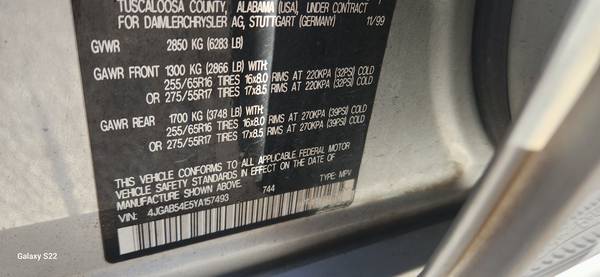 TUSCALOOSA COUNTY, ALABAMA (USA), UNDER CONTRACT
FOR DAIMLERCHRYSLER AG, STUTTGART (GERMANY) 11/99
GVWR 2850 KG (6283 LB)
GAWR FRONT 1300 KG (2866 LB) WITH:
255/65R16 TIRES 16x8.0 RIMS AT 220KPA (32PSI) COLD
OR 275/55R17 TIRES 17x8.5 RIMS AT 220KPA (32PSI) COLD
GAWR REAR 1700 KG (3748 LB) WITH:
255/65R16 TIRES 16x8.0 RIMS AT 270KPA (39PSI) COLD
OR 275/55R17 TIRES 17x8.5 RIMS AT 270KPA (39PSI) COLD
THIS VEHICLE CONFORMS TO ALL APPLICABLE FEDERAL MOTOR
VEHICLE SAFETY STANDARDS IN EFFECT ON THE DATE OF
MANUFACTURE SHOWN ABOVE. 744 TYPE: MPV
VIN: 4JGAB54E5YA157493
Galaxy S22